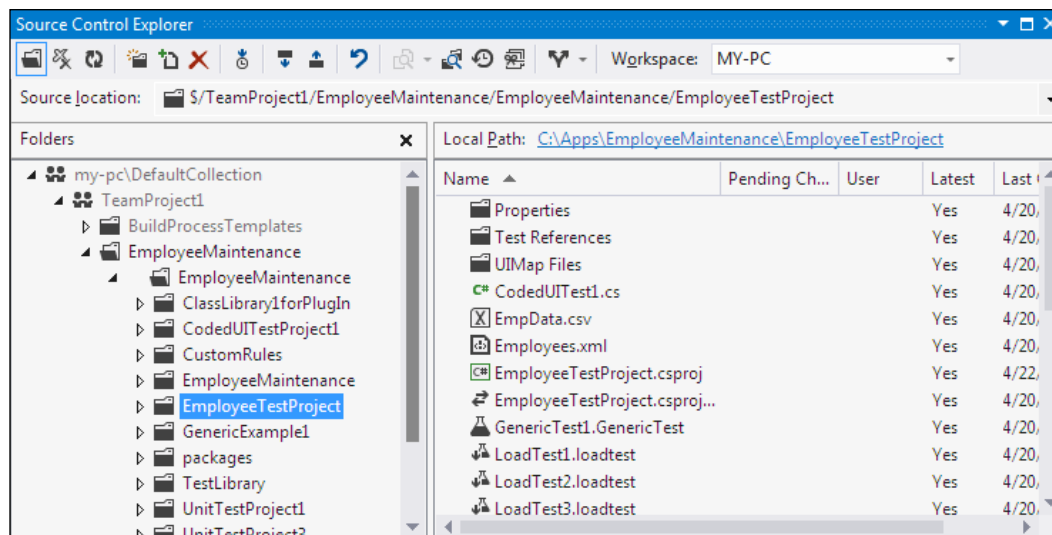 Source Control Explorer
Workspace: MY-PC
Source location: $/TeamProject1/EmployeeMaintenance/EmployeeMaintenance/EmployeeTestProject
Folders
my-pc\DefaultCollection
TeamProject1
BuildProcessTemplates
EmployeeMaintenance
EmployeeMaintenance
ClassLibrary1forPlugIn
CodedUITestProject1
CustomRules
EmployeeMaintenance
EmployeeTestProject
GenericExample1
packages
TestLibrary
UnitTestProject1
Local Path: C:\Apps\EmployeeMaintenance\EmployeeTestProject
Name Pending Ch... User Latest Last
Properties Yes 4/20,
Test References Yes 4/20,
UIMap Files Yes 4/20,
CodedUITest1.cs Yes 4/20,
EmpData.csv Yes 4/20,
Employees.xml Yes 4/20,
EmployeeTestProject.csproj Yes 4/22,
EmployeeTestProject.csproj... Yes 4/20,
GenericTest1.GenericTest Yes 4/20,
LoadTest1.loadtest Yes 4/20,
LoadTest2.loadtest Yes 4/20,
LoadTest3.loadtest Yes 4/20,